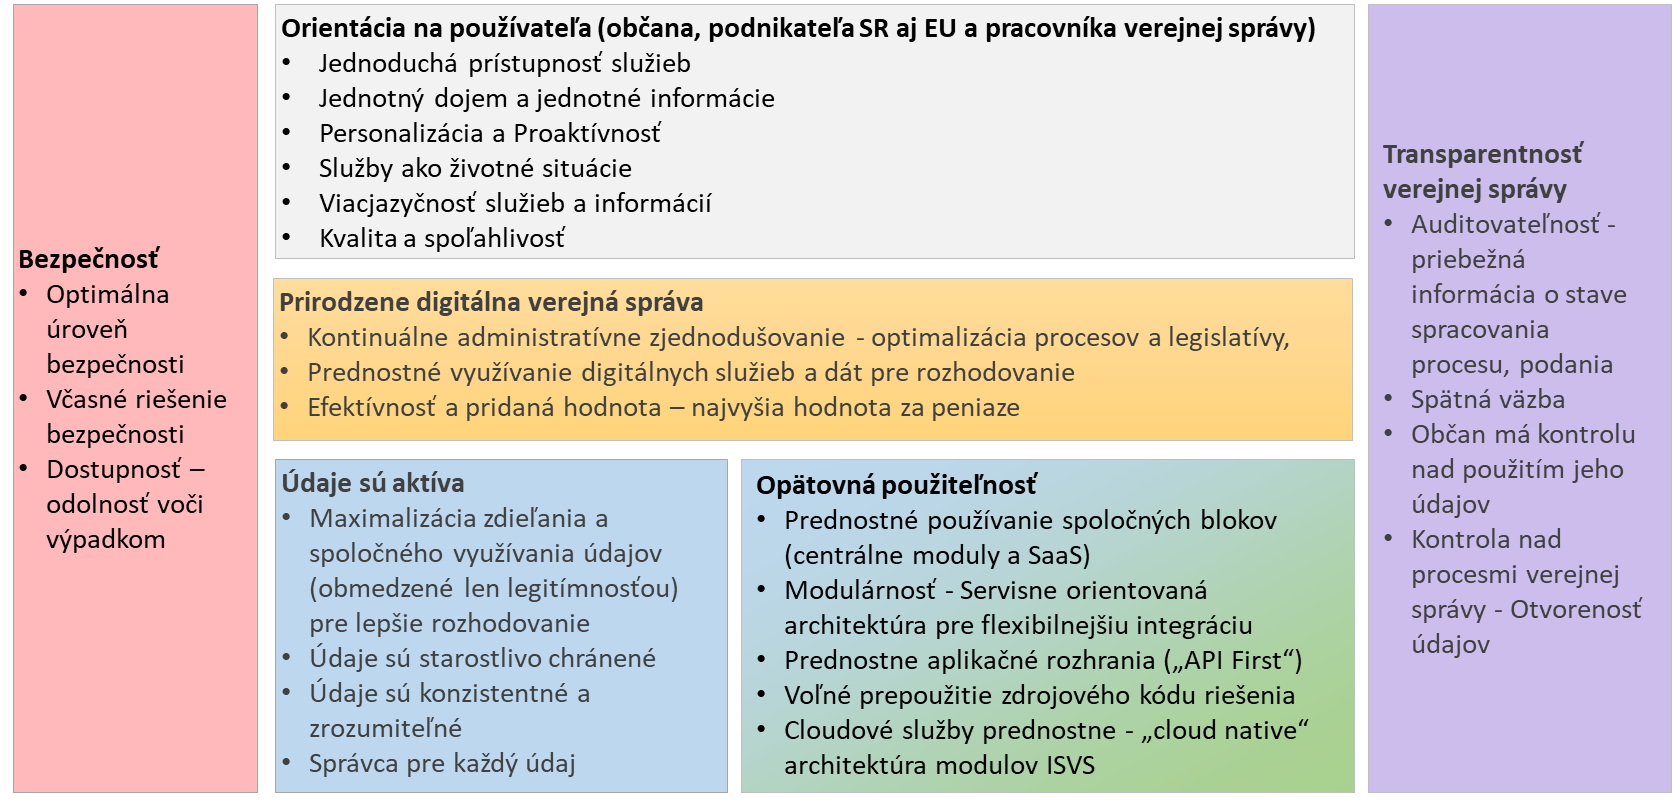 Bezpečnosť
• Optimálna
úroveň
bezpečnosti
• Včasné riešenie
bezpečnosti
• Dostupnosť –
odolnosť voči
výpadkom
Orientácia na používateľa (občana, podnikateľa SR aj EU a pracovníka verejnej správy)
• Jednoduchá prístupnosť služieb
• Jednotný dojem a jednotné informácie
• Personalizácia a Proaktívnosť
• Služby ako životné situácie
• Viacjazyčnosť služieb a informácií
• Kvalita a spoľahlivosť
Prirodzene digitálna verejná správa
• Kontinuálne administratívne zjednodušovanie - optimalizácia procesov a legislatívy,
• Prednostné využívanie digitálnych služieb a dát pre rozhodovanie
• Efektívnosť a pridaná hodnota – najvyšia hodnota za peniaze
Údaje sú aktíva
• Maximalizácia zdieľania a
spoločného využívania údajov
(obmedzené len legitímnosťou)
pre lepšie rozhodovanie
• Údaje sú starostlivo chránené
• Údaje sú konzistentné a
zrozumiteľné
• Správca pre každý údaj
Opätovná použiteľnosť
• Prednostné používanie spoločných blokov
(centrálne moduly a SaaS)
• Modulárnosť - Servisne orientovaná
architektúra pre flexibilnejšiu integráciu
• Prednostne aplikačné rozhrania („API First“)
• Voľné prepoužitie zdrojového kódu riešenia
• Cloudové služby prednostne - „cloud native“
architektúra modulov ISVS
Transparentnosť
verejnej správy
• Auditovateľnosť -
priebežná
informácia o stave
spracovania
procesu, podania
• Spätná väzba
• Občan má kontrolu
nad použitím jeho
údajov
• Kontrola nad
procesmi verejnej
správy - Otvorenosť
údajov